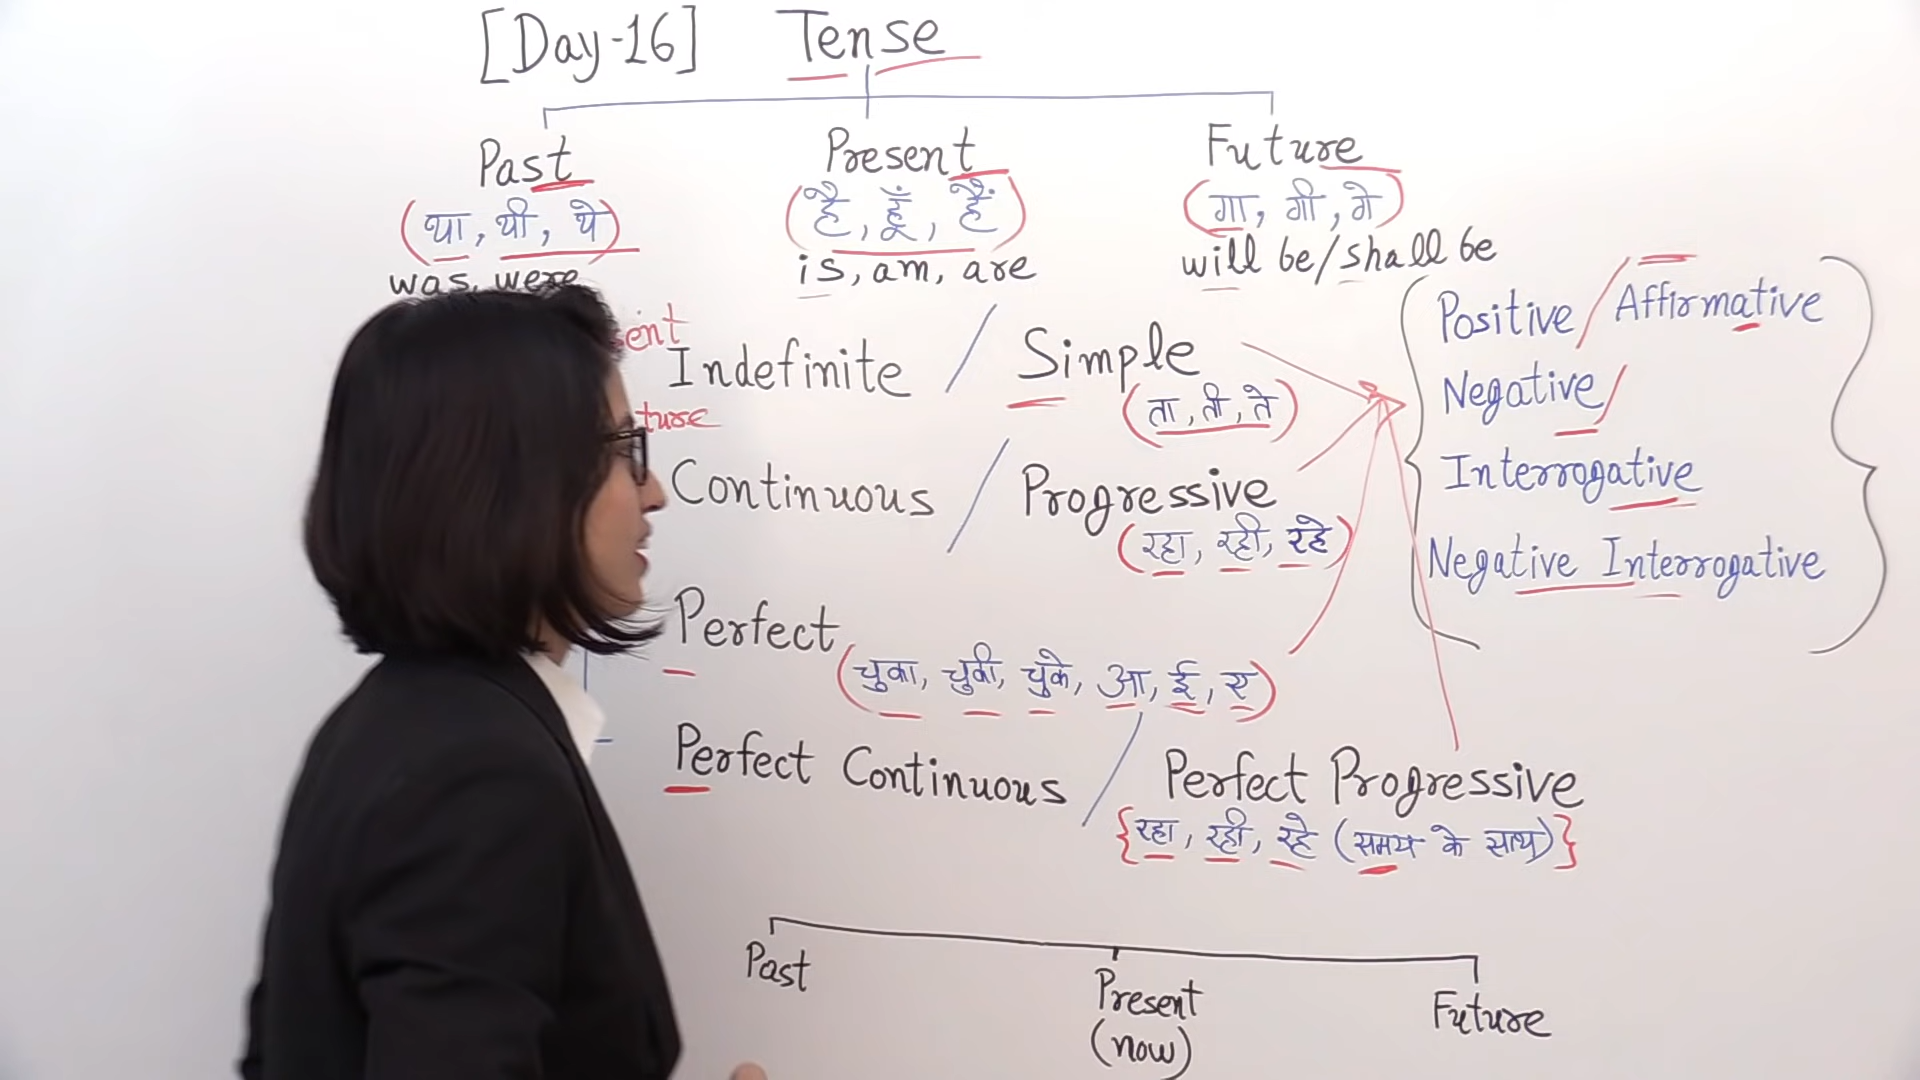 [Day-16] Tense
Past Present Future
(था, थी, थे) (है, हूँ, हैं) (गा, गी, गे)
was, were is, am, are will be/shall be
Indefinite / Simple
(ता, ती, ते)
Continuous / Progressive
(रहा, रही, रहे)
Perfect
(चुका, चुकी, चुके, आ, ई, ए)
Perfect Continuous / Perfect Progressive
{रहा, रही, रहे (समय के साथ)}
Positive / Affirmative
Negative /
Interrogative
Negative Interrogative
Past Present Future
(now)